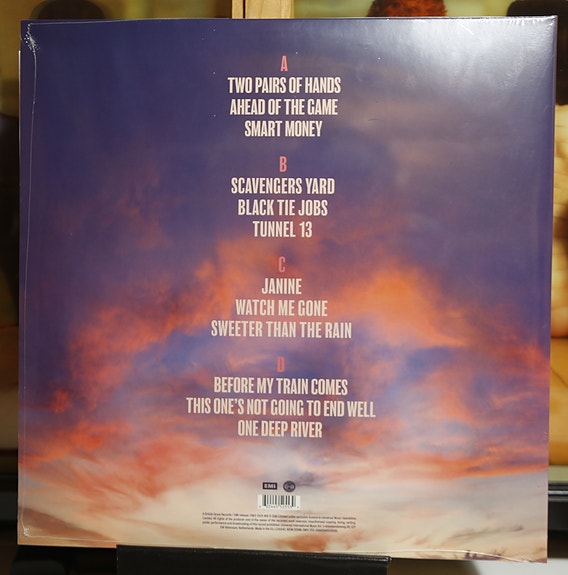 A
TWO PAIRS OF HANDS
AHEAD OF THE GAME
SMART MONEY
B
SCAVENGERS YARD
BLACK TIE JOBS
TUNNEL 13
C
JANINE
WATCH ME GONE
SWEETER THAN THE RAIN
D
BEFORE MY TRAIN COMES
THIS ONE'S NOT GOING TO END WELL
ONE DEEP RIVER
EMI